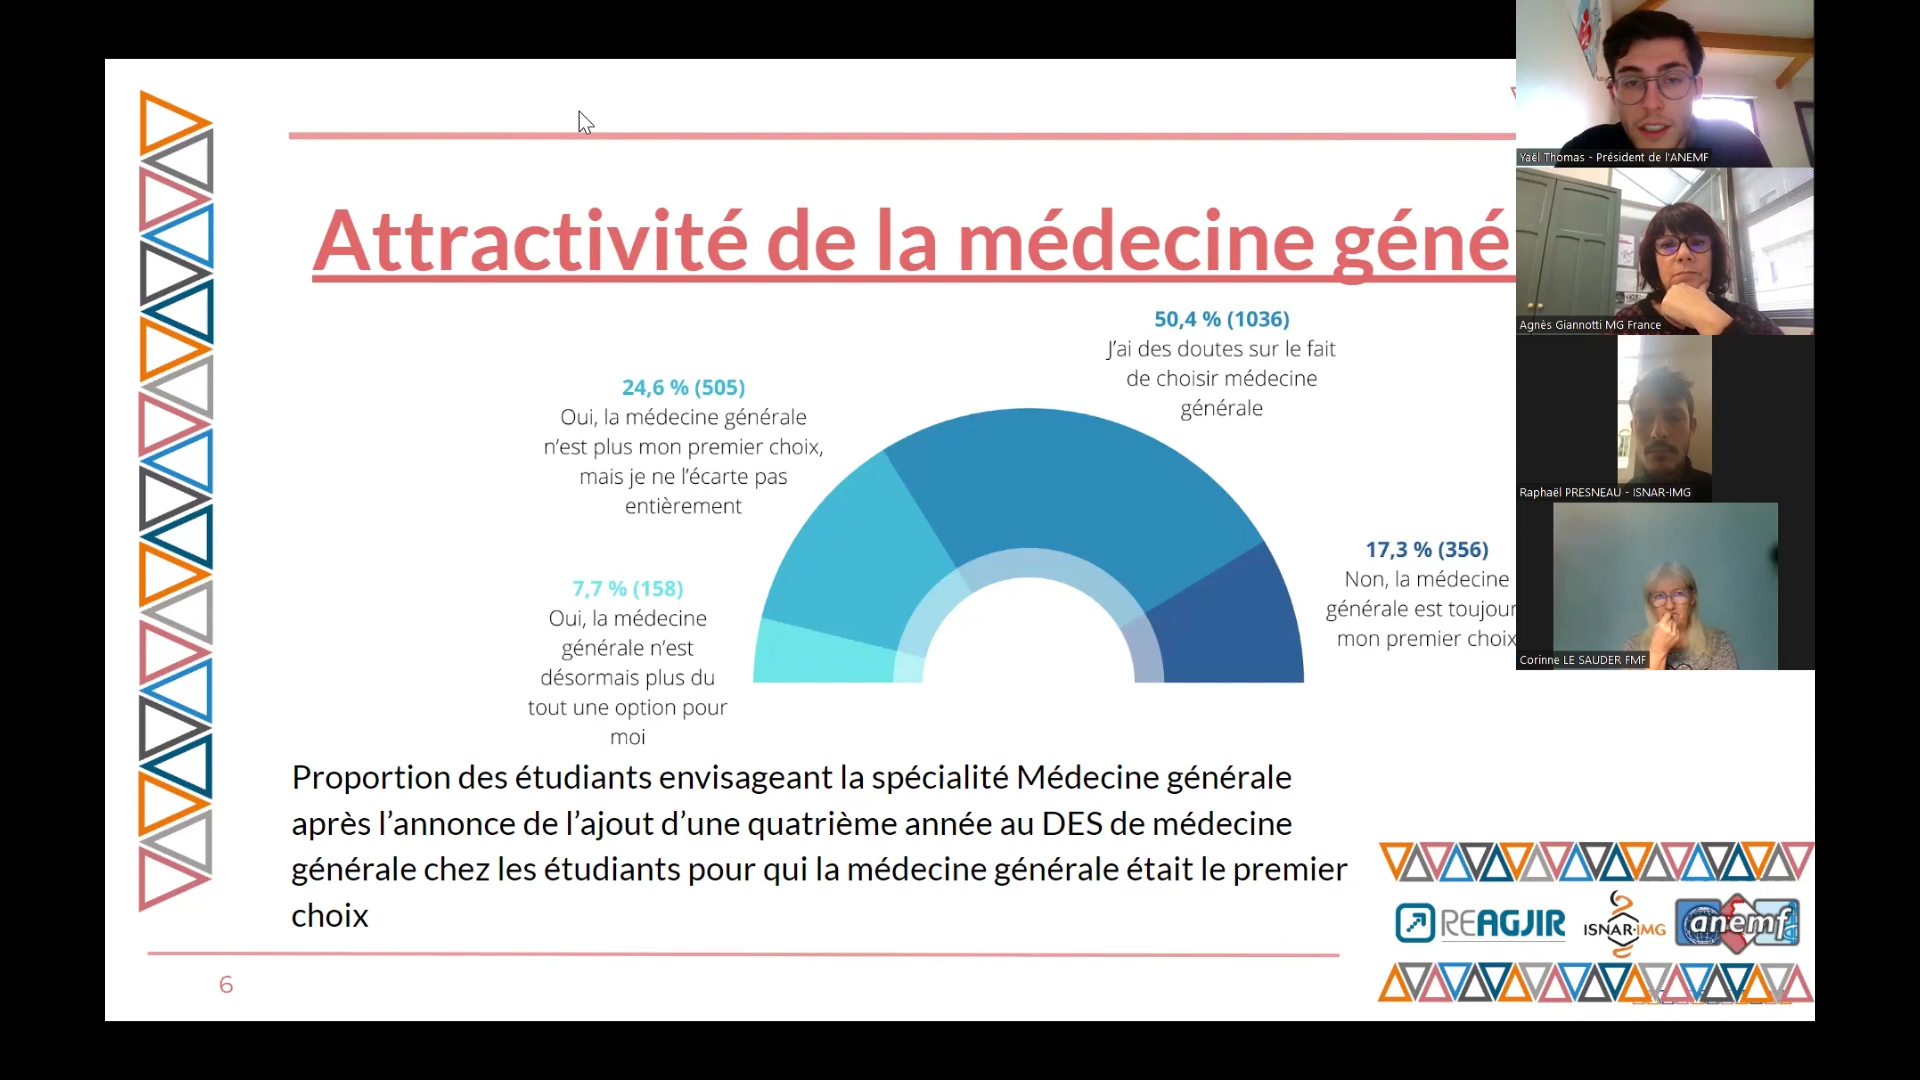 Attractivité de la médecine géné
50,4 % (1036)
J'ai des doutes sur le fait
de choisir médecine
générale
24,6 % (505)
Oui, la médecine générale
n'est plus mon premier choix,
mais je ne l'écarte pas
entièrement
7,7 % (158)
Oui, la médecine
générale n'est
désormais plus du
tout une option pour
moi
17,3 % (356)
Non, la médecine
générale est toujour
mon premier choix
Proportion des étudiants envisageant la spécialité Médecine générale
après l'annonce de l'ajout d'une quatrième année au DES de médecine
générale chez les étudiants pour qui la médecine générale était le premier
choix
6
REAGJIR
ISNAR-IMG
anemf
Yaël Thomas - Président de l'ANEMF
Agnès Giannotti MG France
Raphaël PRESNEAU - ISNAR-IMG
Corinne LE SAUDER FMF